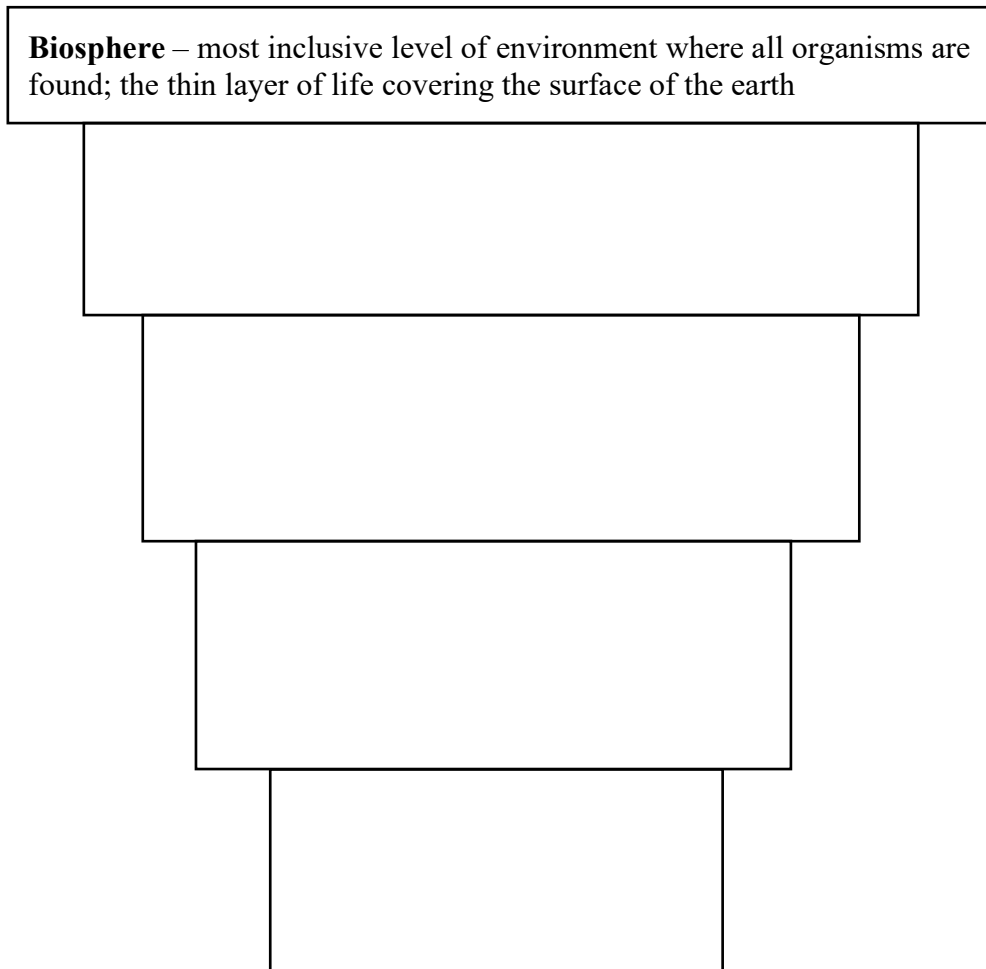 Biosphere – most inclusive level of environment where all organisms are
found; the thin layer of life covering the surface of the earth